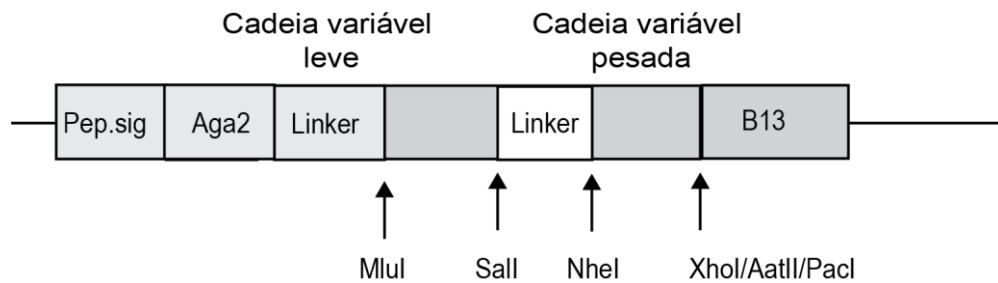 Cadeia variável
leve
Cadeia variável
pesada
Pep.sig
Aga2
Linker
Linker
B13
MluI
SalI
NheI
XhoI/AatII/PacI